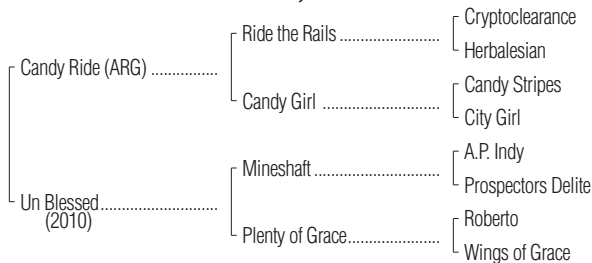 Cryptoclearance
Ride the Rails ....................
Herbalesian
Candy Ride (ARG) ...............
Candy Stripes
Candy Girl .......................
City Girl
A.P. Indy
Mineshaft .........................
Prospectors Delite
Un Blessed..........................
(2010)
Roberto
Plenty of Grace...................
Wings of Grace